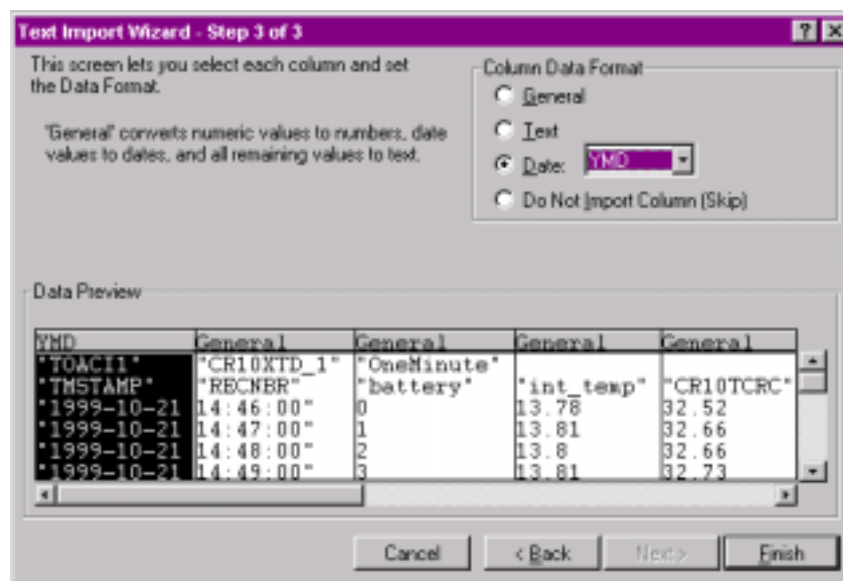 Text Import Wizard - Step 3 of 3
This screen lets you select each column and set
the Data Format.
'General' converts numeric values to numbers, date
values to dates, and all remaining values to text.
Column Data Format
General
Text
Date: YMD
Do Not Import Column (Skip)
Data Preview
YMD General General General General
"TOACI1" "CR10XTD_1" "OneMinute"
"TMSTAMP" "RECNBR" "battery" "int_temp" "CR10TCRC"
"1999-10-21 14:46:00" 0 13.78 32.52
"1999-10-21 14:47:00" 1 13.81 32.66
"1999-10-21 14:48:00" 2 13.8 32.66
"1999-10-21 14:49:00" 3 13.81 32.73
Cancel < Back Next > Finish